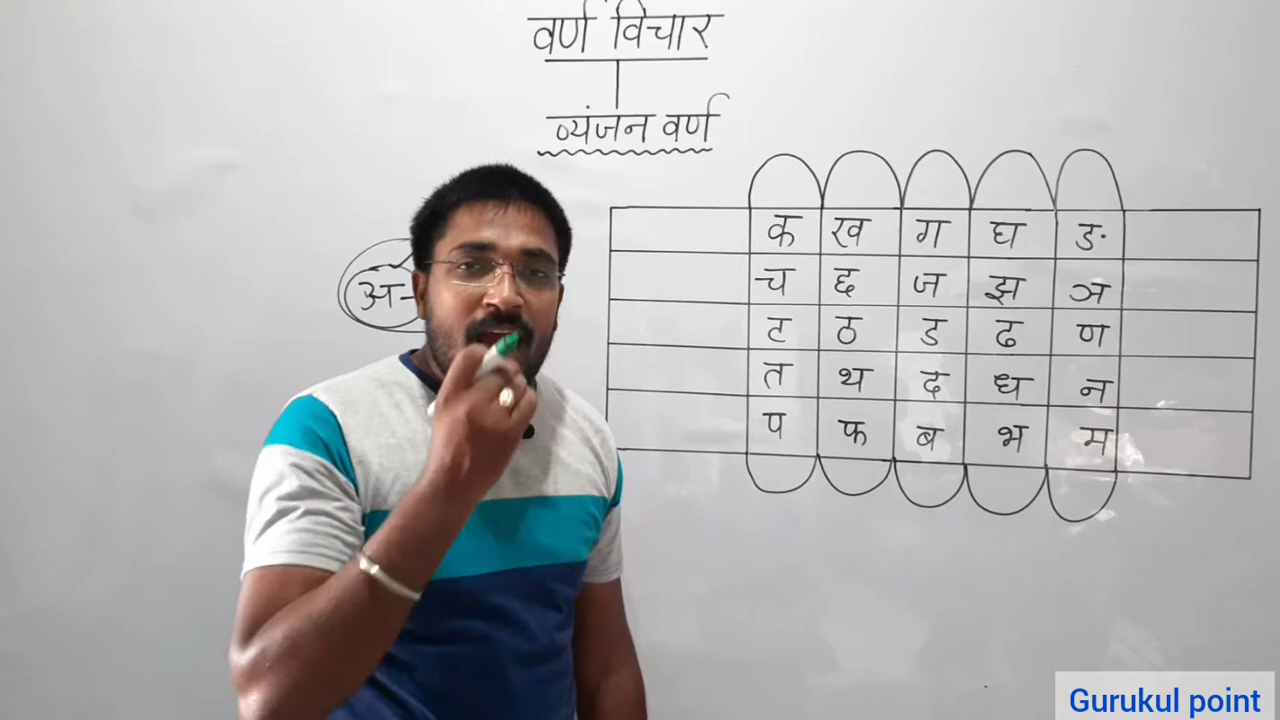 वर्ण विचार
व्यंजन वर्ण
अ-
क ख ग घ ङ
च छ ज झ ञ
ट ठ ड ढ ण
त थ द ध न
प फ ब भ म
Gurukul point